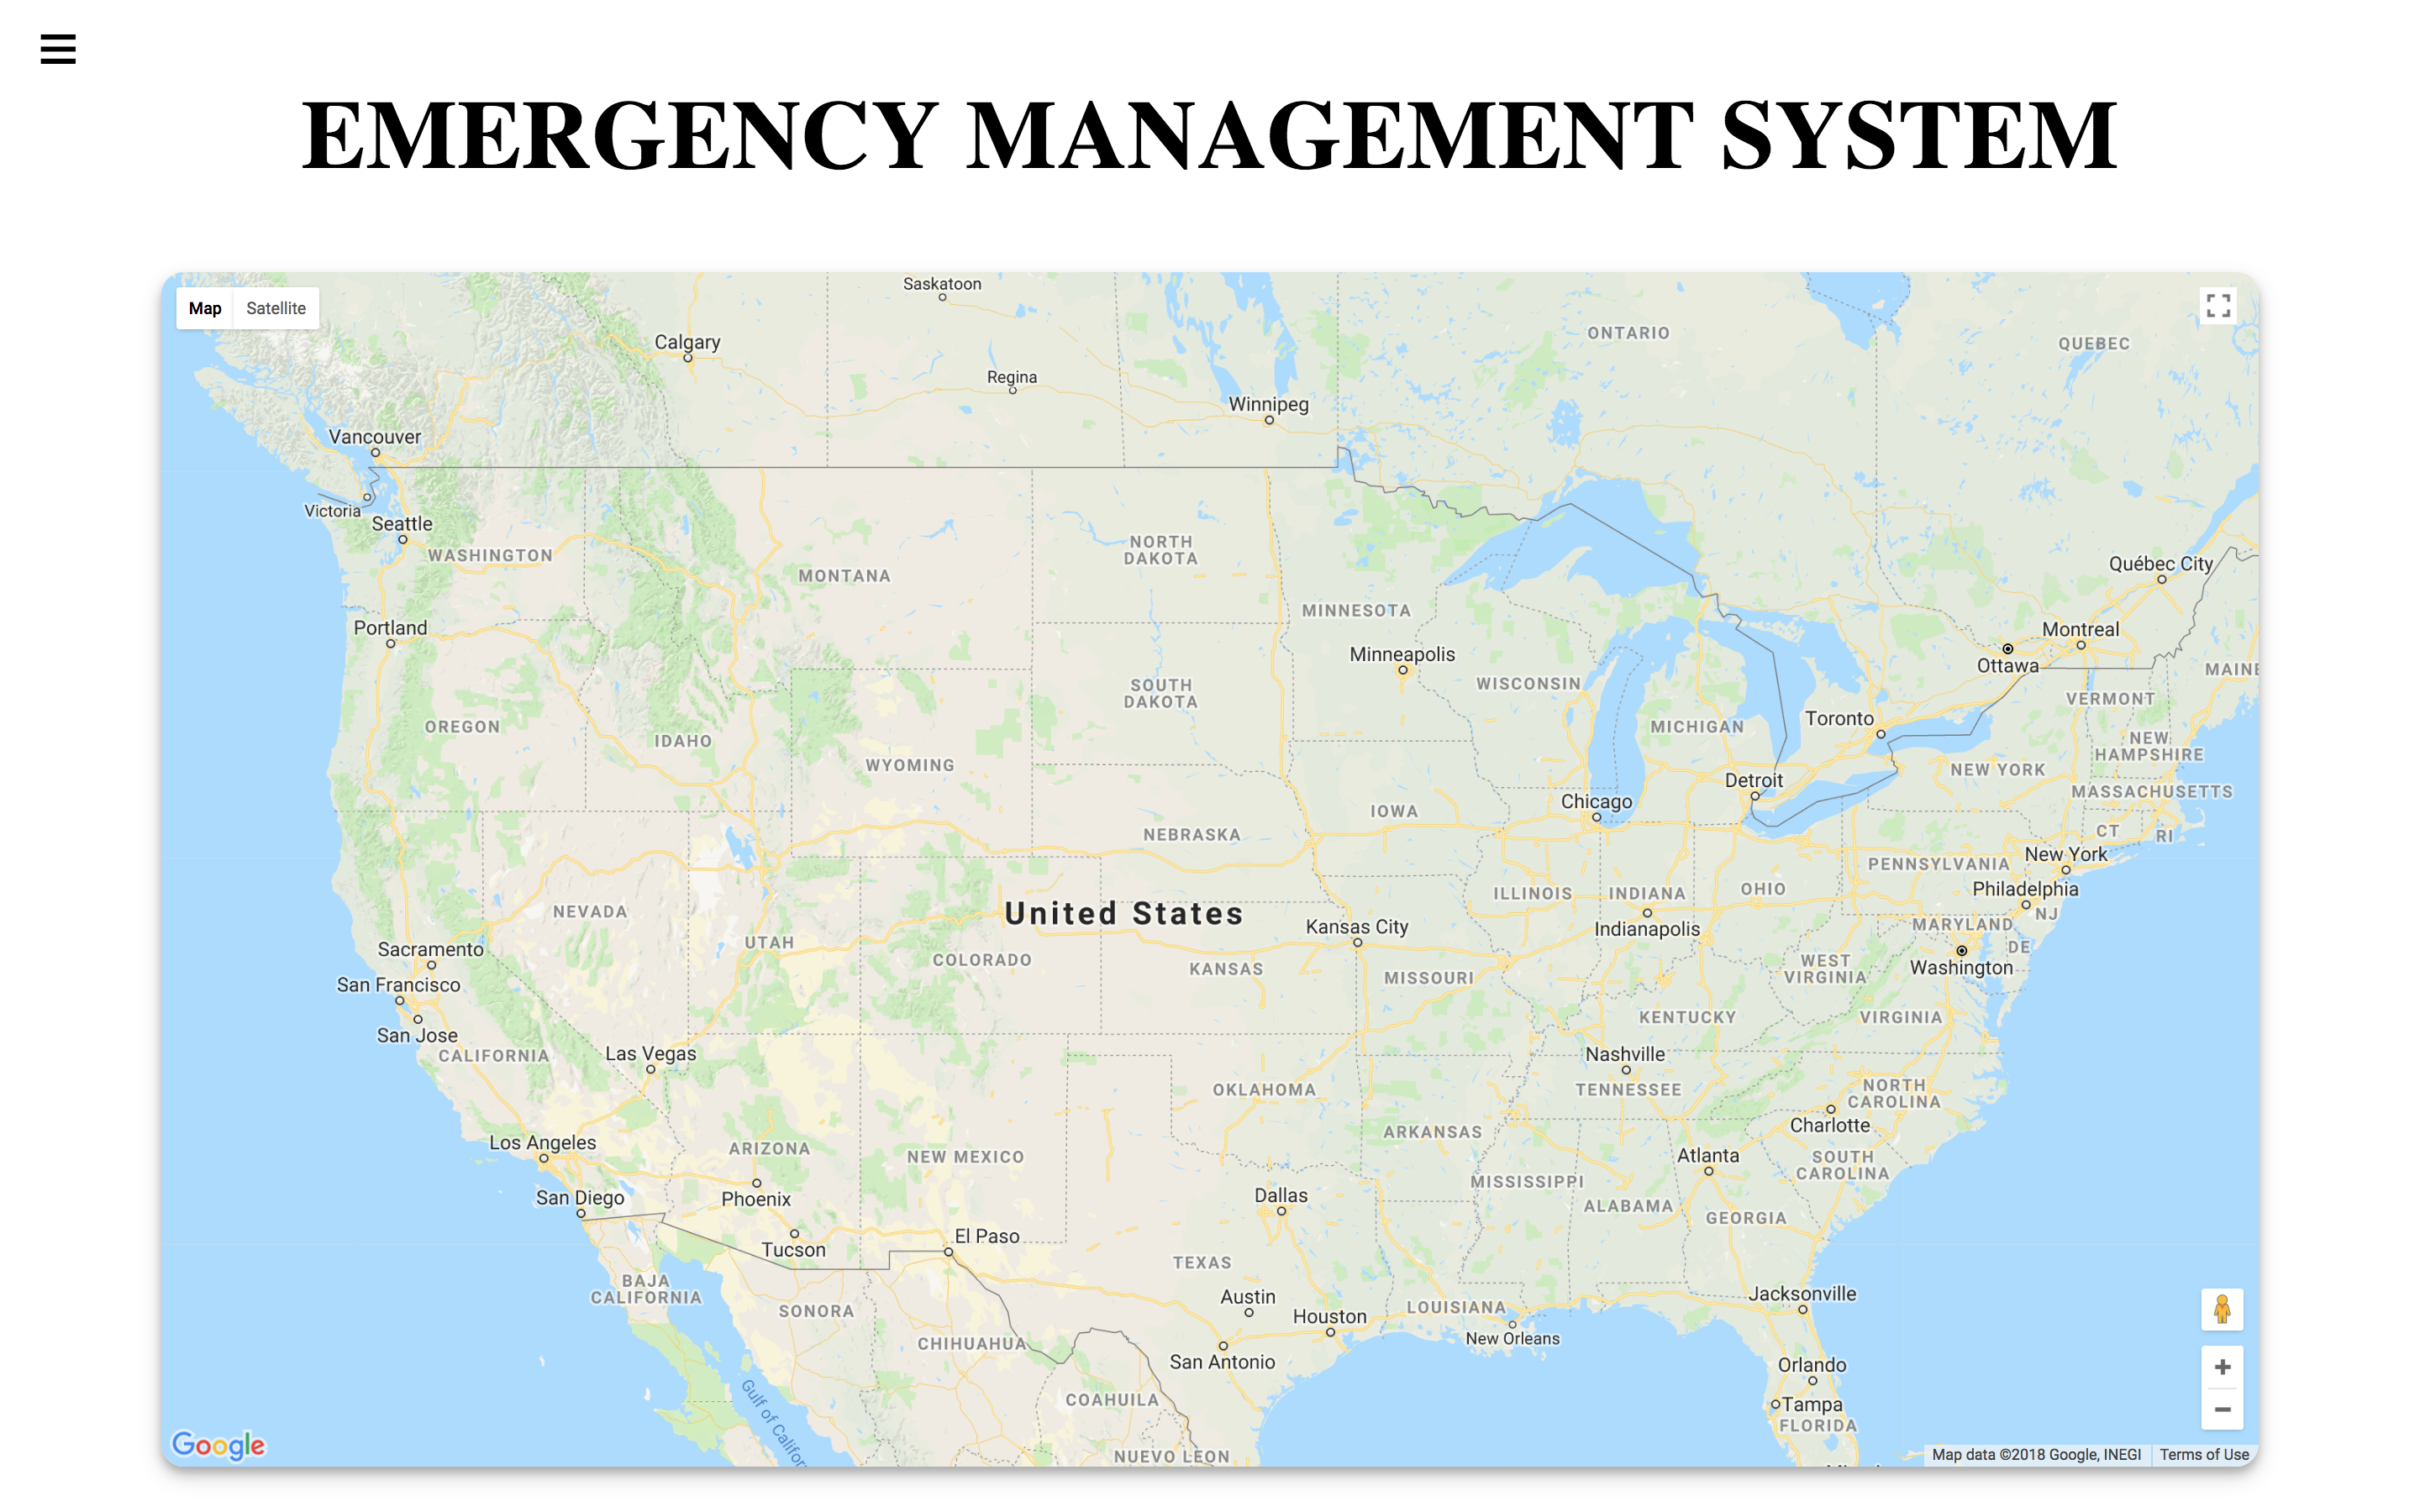 EMERGENCY MANAGEMENT SYSTEM
Map
Satellite
Saskatoon
ONTARIO
QUEBEC
Calgary
Regina
Winnipeg
Vancouver
Victoria
Seattle
WASHINGTON
NORTH
DAKOTA
MONTANA
Québec City
MINNESOTA
Portland
Montreal
Minneapolis
Ottawa
MAINE
WISCONSIN
SOUTH
DAKOTA
VERMONT
Toronto
OREGON
MICHIGAN
IDAHO
NEW
HAMPSHIRE
WYOMING
NEW YORK
Detroit
MASSACHUSETTS
Chicago
IOWA
NEBRASKA
CT
RI
New York
PENNSYLVANIA
Philadelphia
ILLINOIS
INDIANA
OHIO
NEVADA
United States
NJ
Kansas City
Indianapolis
MARYLAND
UTAH
DE
Sacramento
COLORADO
KANSAS
MISSOURI
WEST
VIRGINIA
Washington
San Francisco
KENTUCKY
VIRGINIA
San Jose
CALIFORNIA
Las Vegas
Nashville
OKLAHOMA
TENNESSEE
NORTH
CAROLINA
Charlotte
ARKANSAS
Los Angeles
ARIZONA
NEW MEXICO
Atlanta
SOUTH
CAROLINA
MISSISSIPPI
San Diego
Phoenix
Dallas
ALABAMA
GEORGIA
El Paso
Tucson
TEXAS
BAJA
CALIFORNIA
SONORA
Austin
Houston
LOUISIANA
Jacksonville
New Orleans
CHIHUAHUA
San Antonio
Orlando
COAHUILA
Tampa
FLORIDA
Gulf of Califor
NUEVO LEON
Google
Map data ©2018 Google, INEGI
Terms of Use